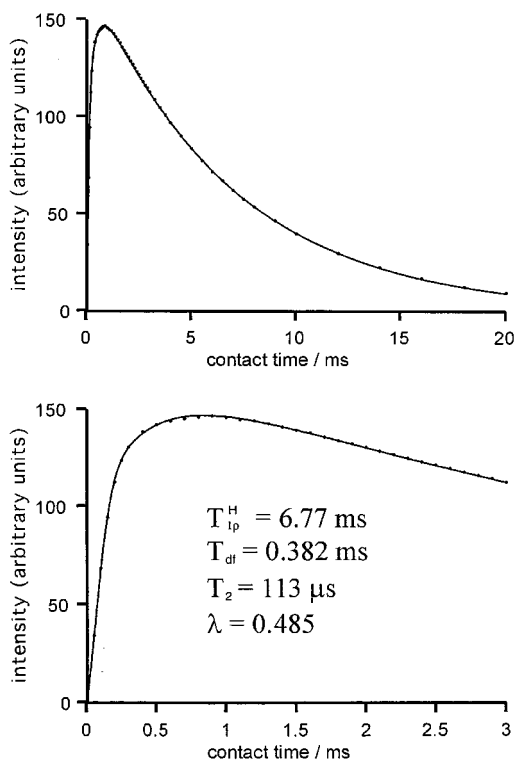 150
100
50
0
intensity (arbitrary units)
0 5 10 15 20
contact time / ms
150
100
50
0
intensity (arbitrary units)
T₁ρᴴ = 6.77 ms
T_df = 0.382 ms
T₂ = 113 µs
λ = 0.485
0 0.5 1 1.5 2 2.5 3
contact time / ms